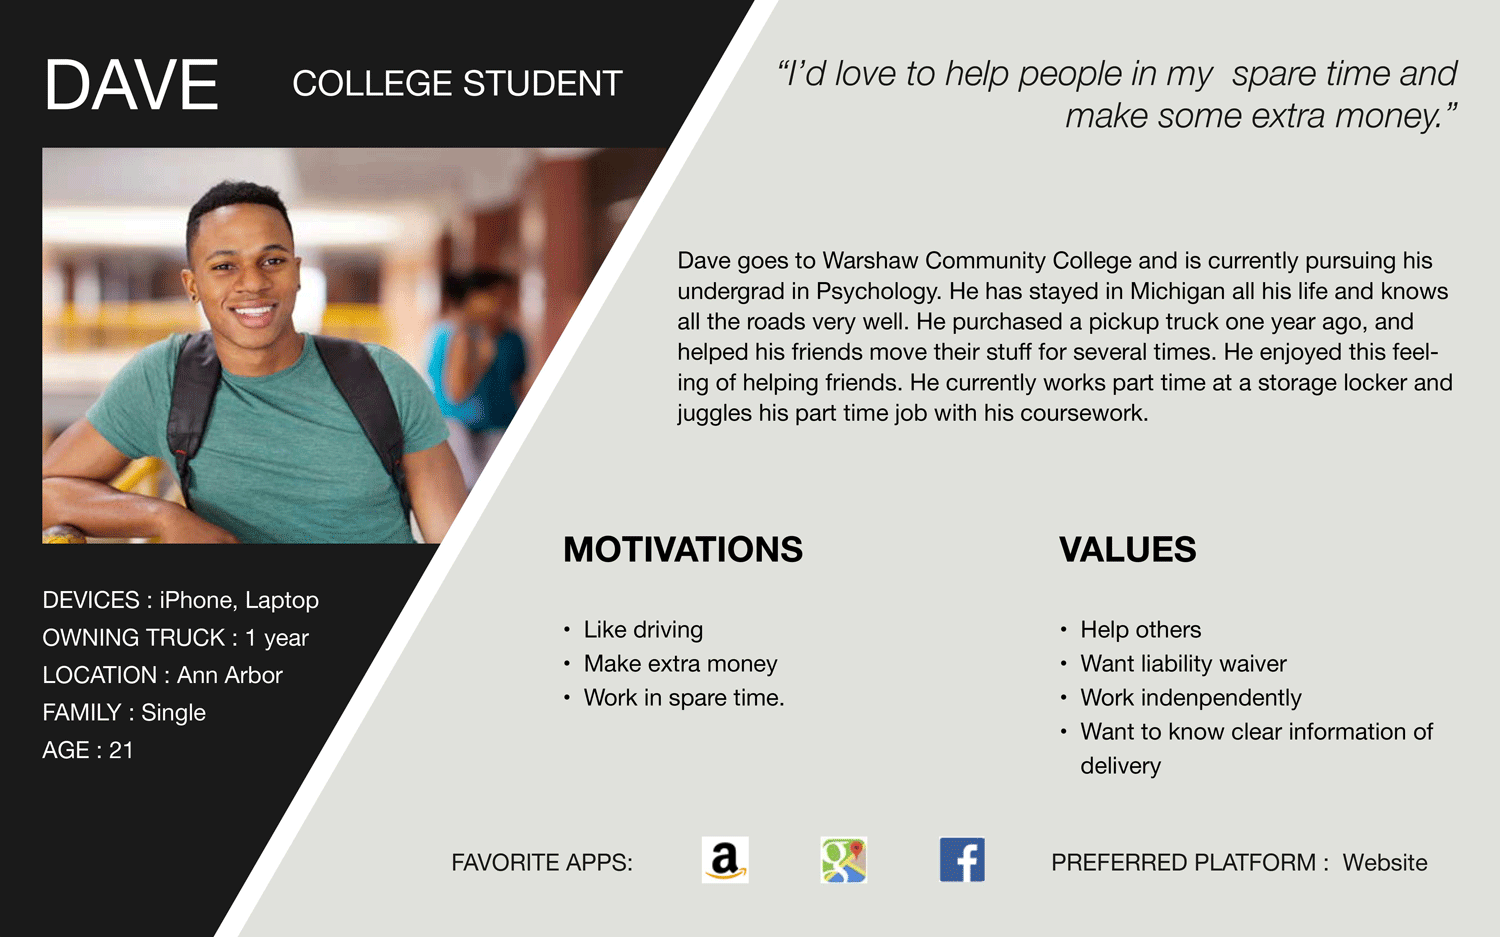 DAVE
COLLEGE STUDENT
“I’d love to help people in my  spare time and
make some extra money.”
Dave goes to Warshaw Community College and is currently pursuing his
undergrad in Psychology. He has stayed in Michigan all his life and knows
all the roads very well. He purchased a pickup truck one year ago, and
helped his friends move their stuff for several times. He enjoyed this feel-
ing of helping friends. He currently works part time at a storage locker and
juggles his part time job with his coursework.
DEVICES : iPhone, Laptop
OWNING TRUCK : 1 year
LOCATION : Ann Arbor
FAMILY : Single
AGE : 21
MOTIVATIONS
• Like driving
• Make extra money
• Work in spare time.
VALUES
• Help others
• Want liability waiver
• Work indenpendently
• Want to know clear information of
delivery
FAVORITE APPS:
a
g
f
PREFERRED PLATFORM :  Website